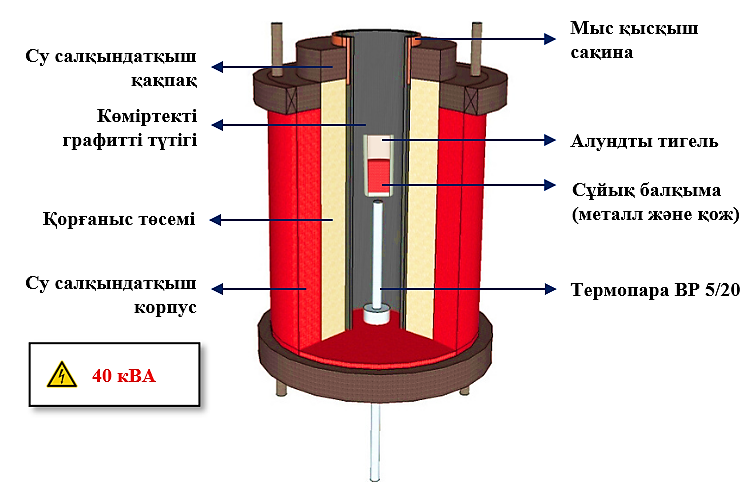 Су салқындатқыш
қақпақ
Көміртекті
графитті түтігі
Қорғаныс төсемі
Су салқындатқыш
корпус
40 кВА
Мыс қысқыш
сақина
Алундты тигель
Сұйық балқыма
(металл және қож)
Термопара ВР 5/20